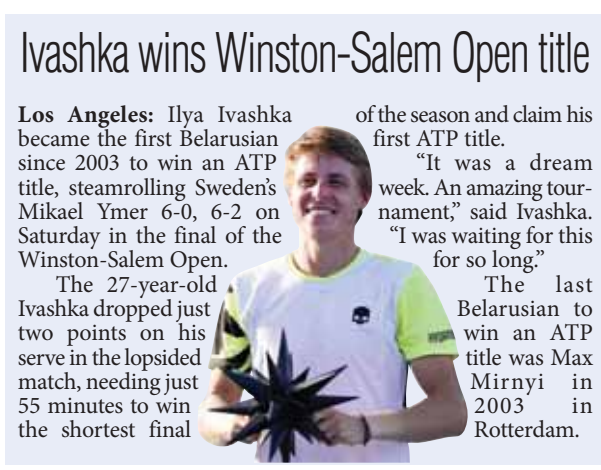 Ivashka wins Winston-Salem Open title
Los Angeles: Ilya Ivashka
became the first Belarusian
since 2003 to win an ATP
title, steamrolling Sweden's
Mikael Ymer 6-0, 6-2 on
Saturday in the final of the
Winston-Salem Open.
The 27-year-old
Ivashka dropped just
two points on his
serve in the lopsided
match, needing just
55 minutes to win
the shortest final
of the season and claim his
first ATP title.
"It was a dream
week. An amazing tour-
nament," said Ivashka.
"I was waiting for this
for so long."
The last
Belarusian to
win an ATP
title was Max
Mirnyi in
2003 in
Rotterdam.